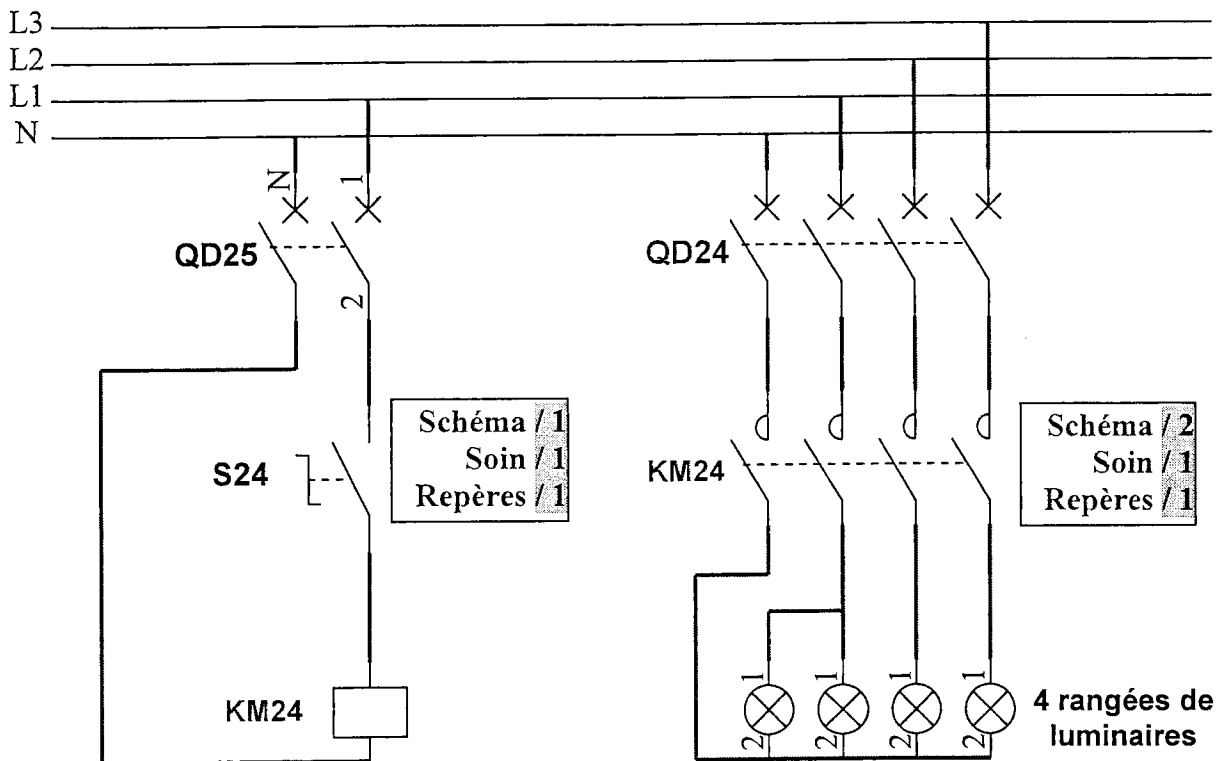 L3
L2
L1
N
N
1
QD25
2
QD24
S24
Schéma / 1
Soin / 1
Repères / 1
KM24
Schéma / 2
Soin / 1
Repères / 1
KM24
1
1
1
1
2
2
2
2
4 rangées de
luminaires